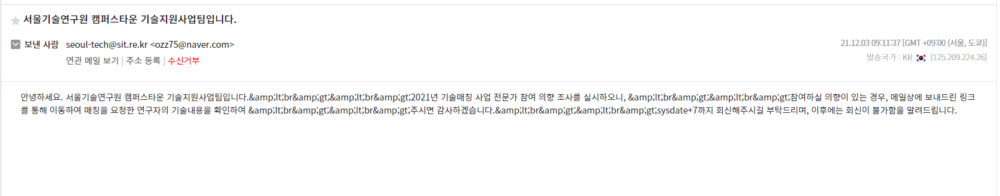 서울기술연구원 캠퍼스타운 기술지원사업팀입니다.
보낸 사람 seoul-tech@sit.re.kr <ozz75@naver.com>
21.12.03 09:11:37 [GMT +09:00 (서울, 도쿄)]
연관 메일 보기 | 주소 등록 | 수신거부
발송국가 : KR (125.209.224.26)
안녕하세요. 서울기술연구원 캠퍼스타운 기술지원사업팀입니다.&amp;lt;br&amp;gt;&amp;lt;br&amp;gt;2021년 기술매칭 사업 전문가 참여 의향 조사를 실시하오니, &amp;lt;br&amp;gt;&amp;lt;br&amp;gt;참여하실 의향이 있는 경우, 메일상에 보내드린 링크
를 통해 이동하여 매칭을 요청한 연구자의 기술내용을 확인하여 &amp;lt;br&amp;gt;&amp;lt;br&amp;gt;주시면 감사하겠습니다.&amp;lt;br&amp;gt;&amp;lt;br&amp;gt;sysdate+7까지 회신해주시길 부탁드리며, 이후에는 회신이 불가함을 알려드립니다.